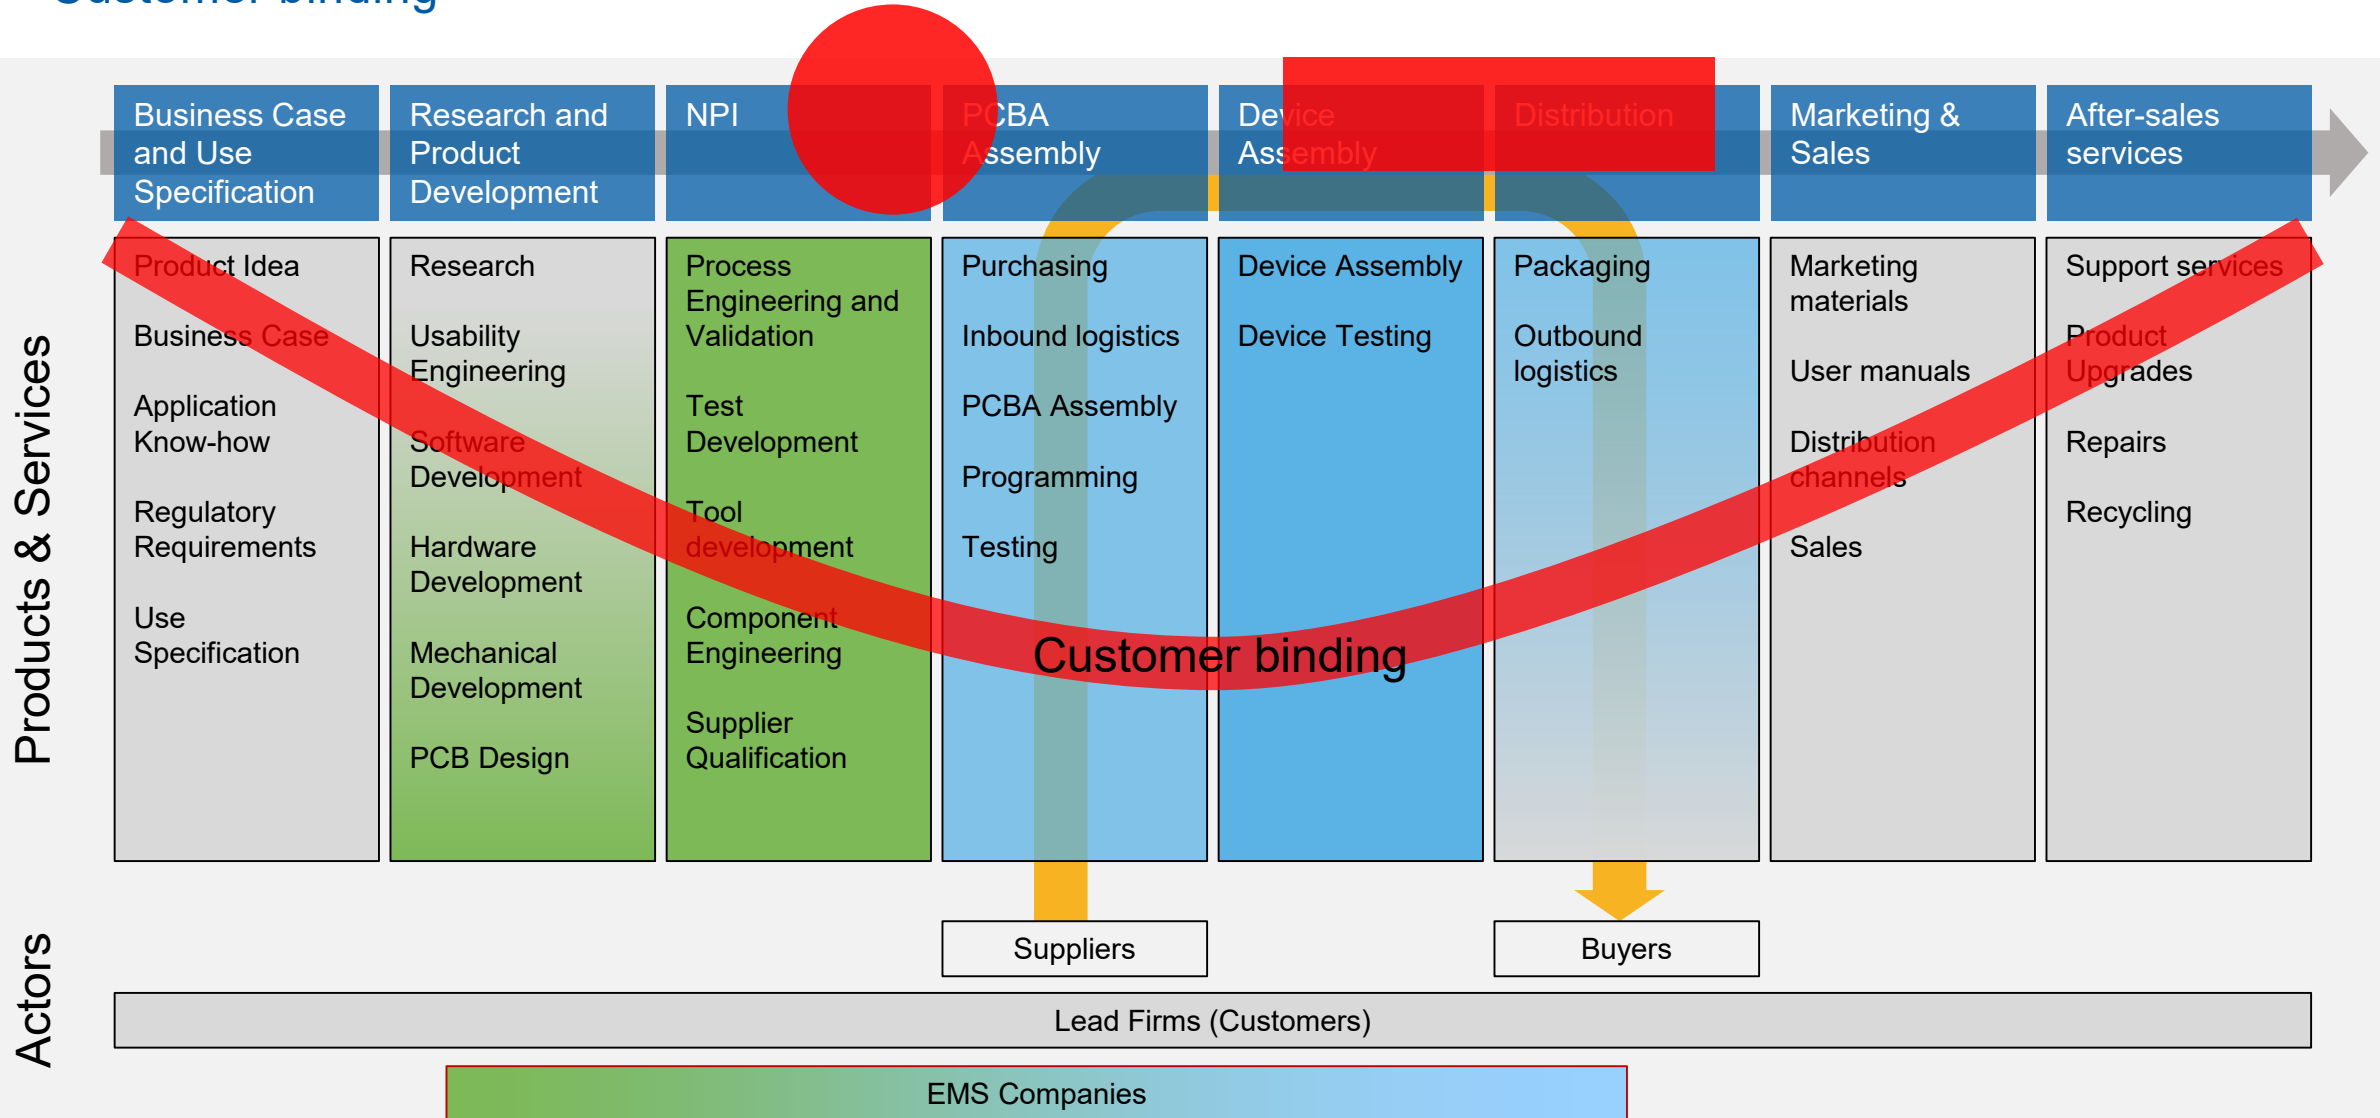 Customer binding
Business Case
and Use
Specification
Research and
Product
Development
NPI
PCBA
Assembly
Device
Assembly
Distribution
Marketing &
Sales
After-sales
services
Products & Services
Product Idea
Business Case
Application
Know-how
Regulatory
Requirements
Use
Specification
Research
Usability
Engineering
Software
Development
Hardware
Development
Mechanical
Development
PCB Design
Process
Engineering and
Validation
Test
Development
Tool
development
Component
Engineering
Supplier
Qualification
Purchasing
Inbound logistics
PCBA Assembly
Programming
Testing
Device Assembly
Device Testing
Packaging
Outbound
logistics
Marketing
materials
User manuals
Distribution
channels
Sales
Support services
Product
Upgrades
Repairs
Recycling
Customer binding
Actors
Suppliers
Buyers
Lead Firms (Customers)
EMS Companies